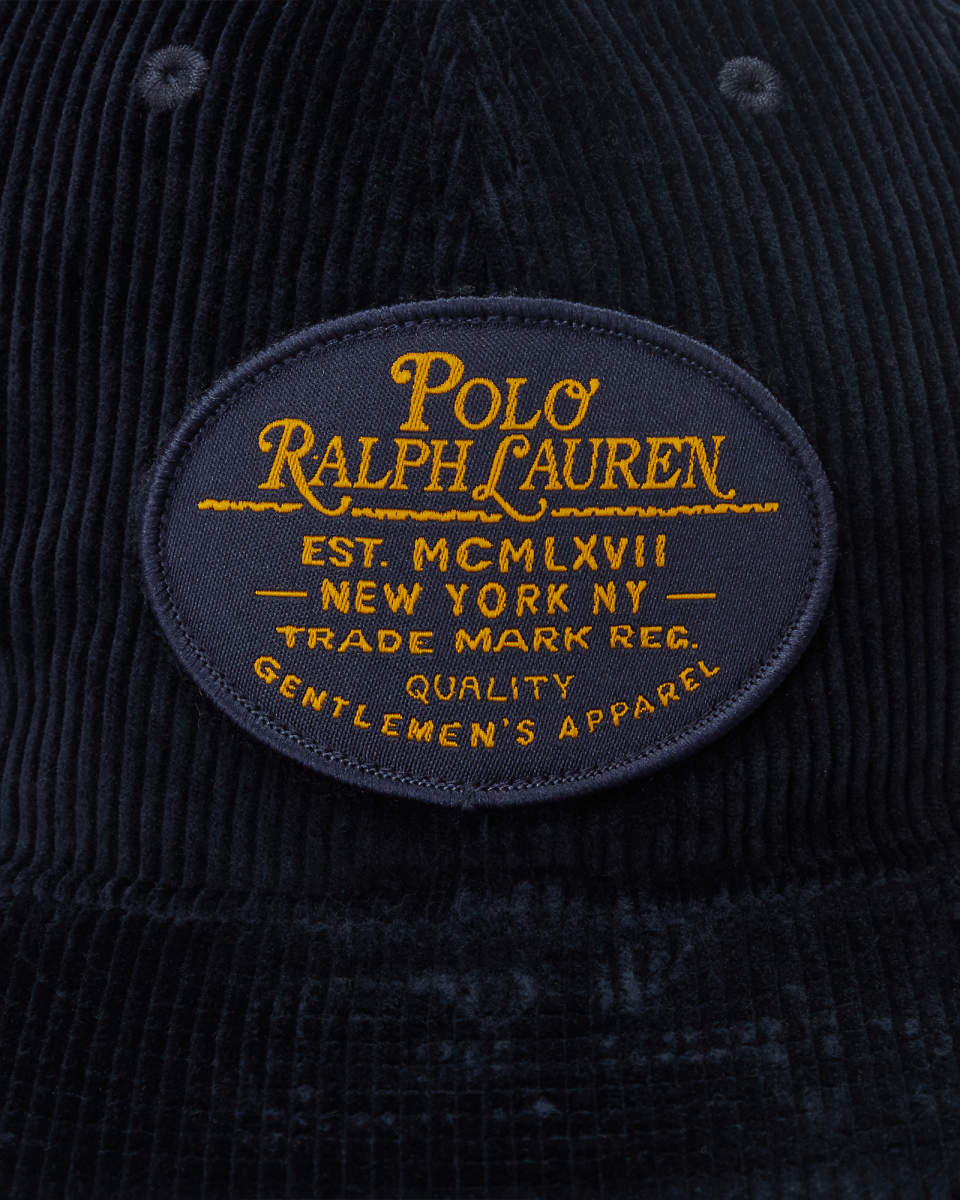 POLO
RALPH LAUREN
EST. MCMLXVII
— NEW YORK NY —
TRADE MARK REG.
QUALITY
GENTLEMEN'S APPAREL